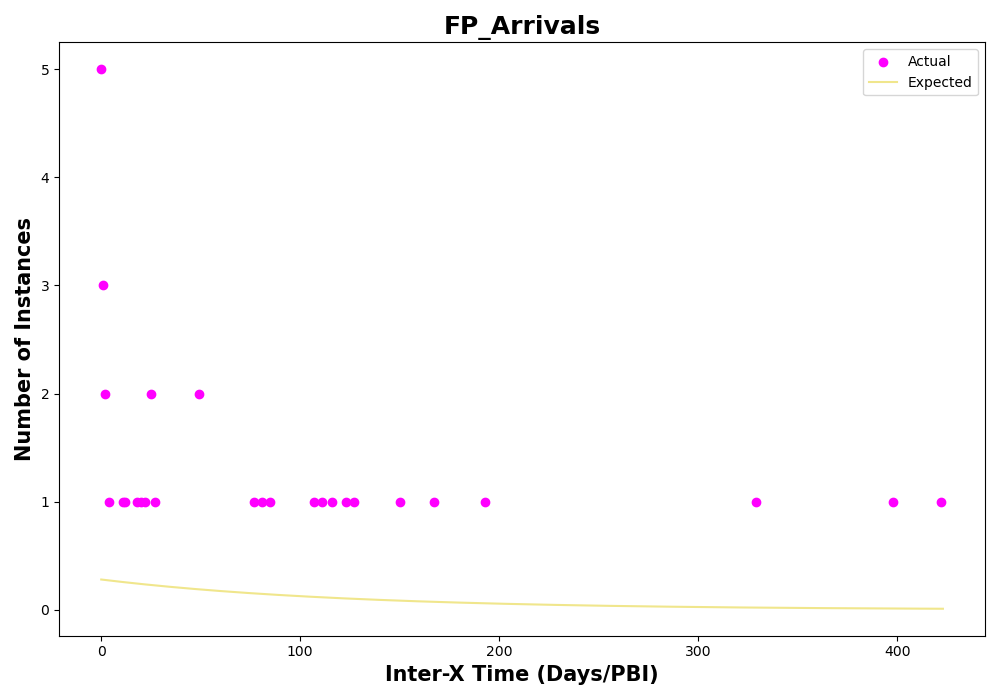 FP_Arrivals
Actual
Expected
5
4
3
2
1
0
Number of Instances
0 100 200 300 400
Inter-X Time (Days/PBI)